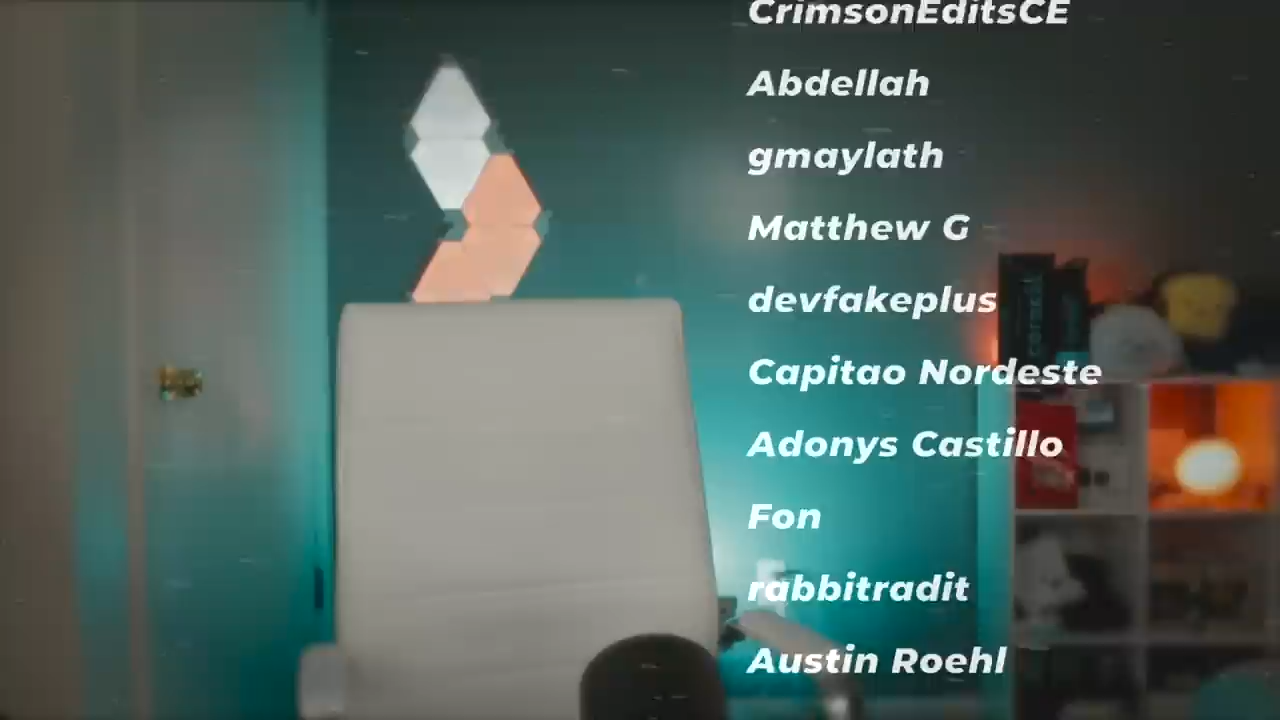 CrimsonEditsCE
Abdellah
gmaylath
Matthew G
devfakeplus
Capitao Nordeste
Adonys Castillo
Fon
rabbitradit
Austin Roehl